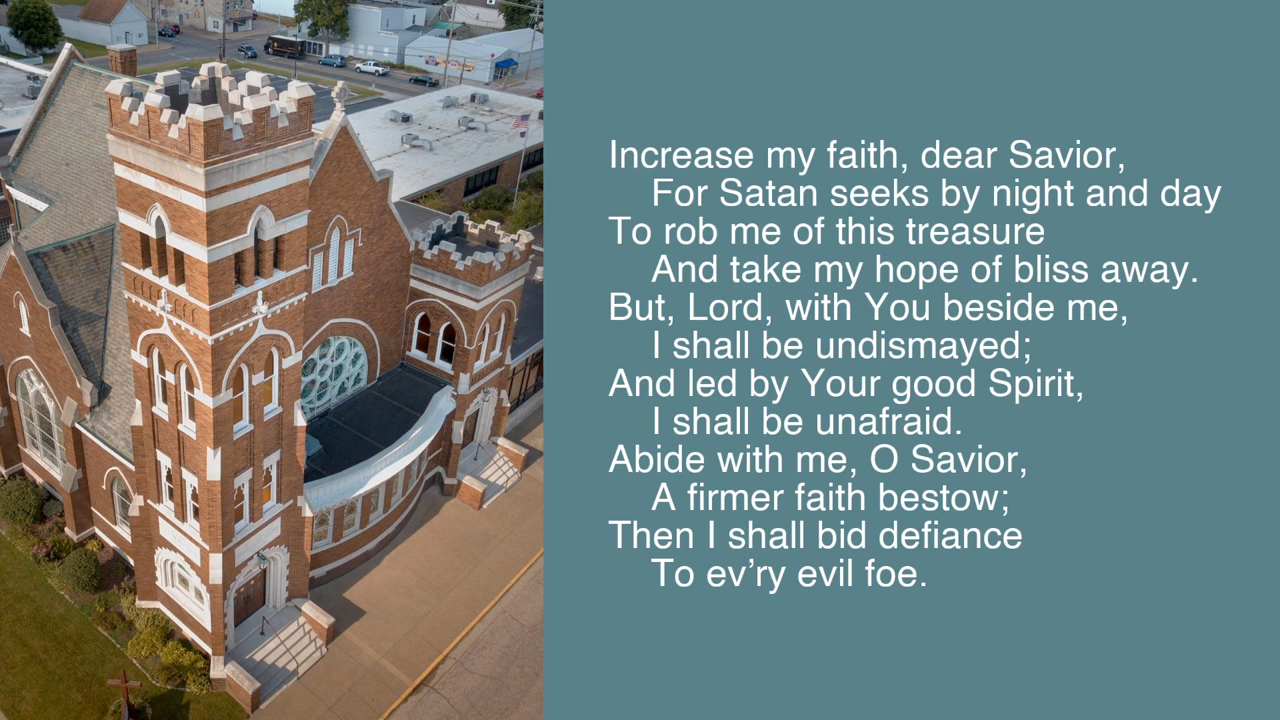 Increase my faith, dear Savior,
For Satan seeks by night and day
To rob me of this treasure
And take my hope of bliss away.
But, Lord, with You beside me,
I shall be undismayed;
And led by Your good Spirit,
I shall be unafraid.
Abide with me, O Savior,
A firmer faith bestow;
Then I shall bid defiance
To ev’ry evil foe.